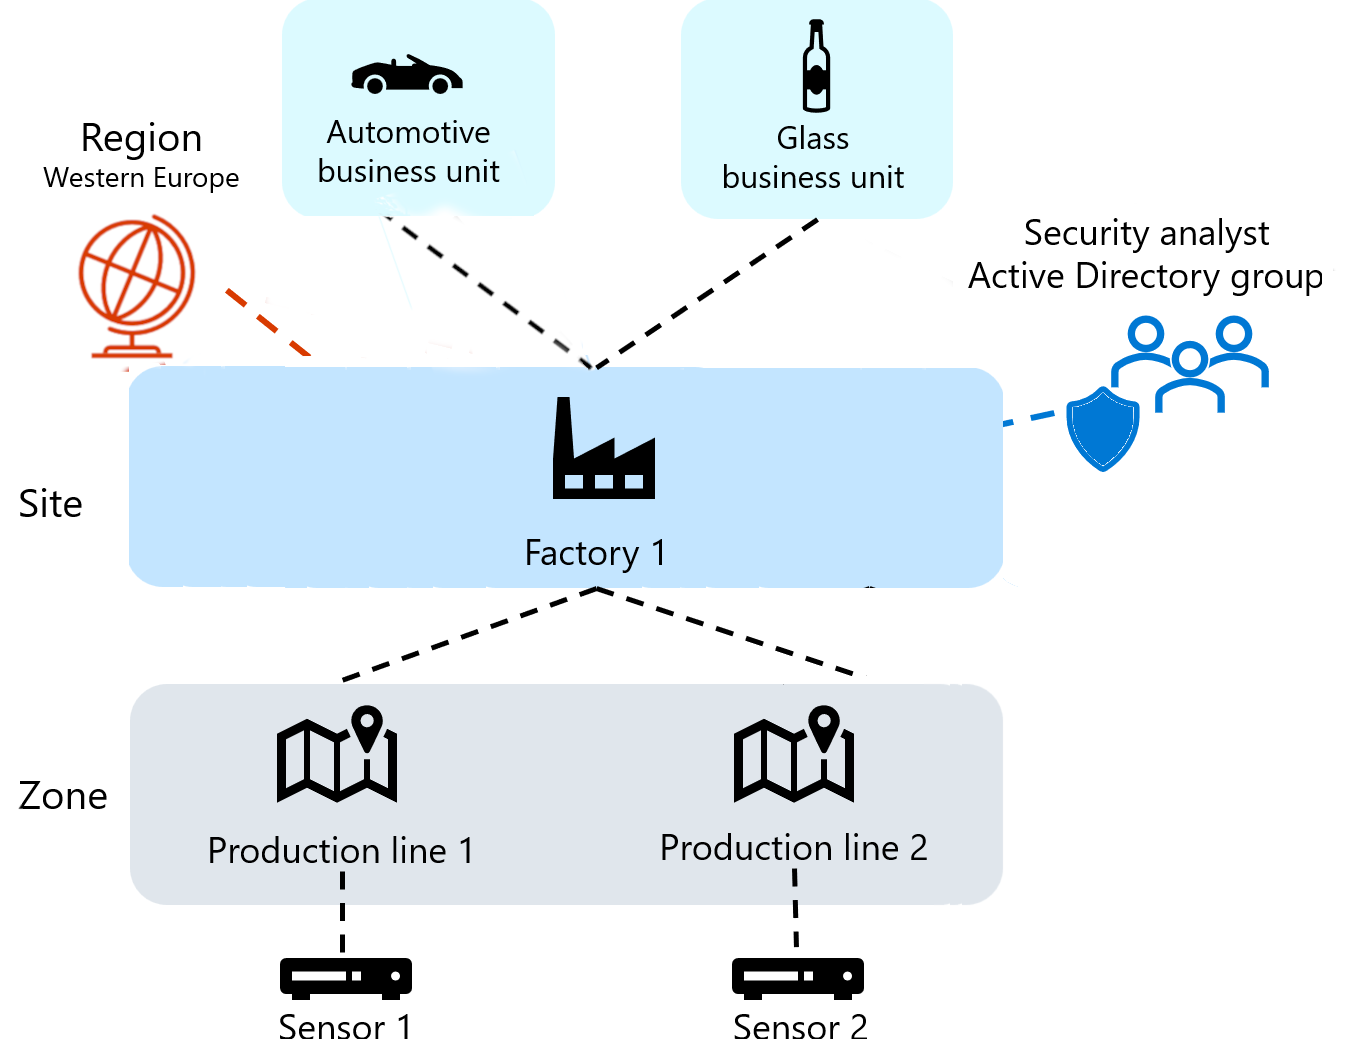 Automotive
business unit
Glass
business unit
Region
Western Europe
Security analyst
Active Directory group
Site
Factory 1
Zone
Production line 1
Production line 2
Sensor 1
Sensor 2